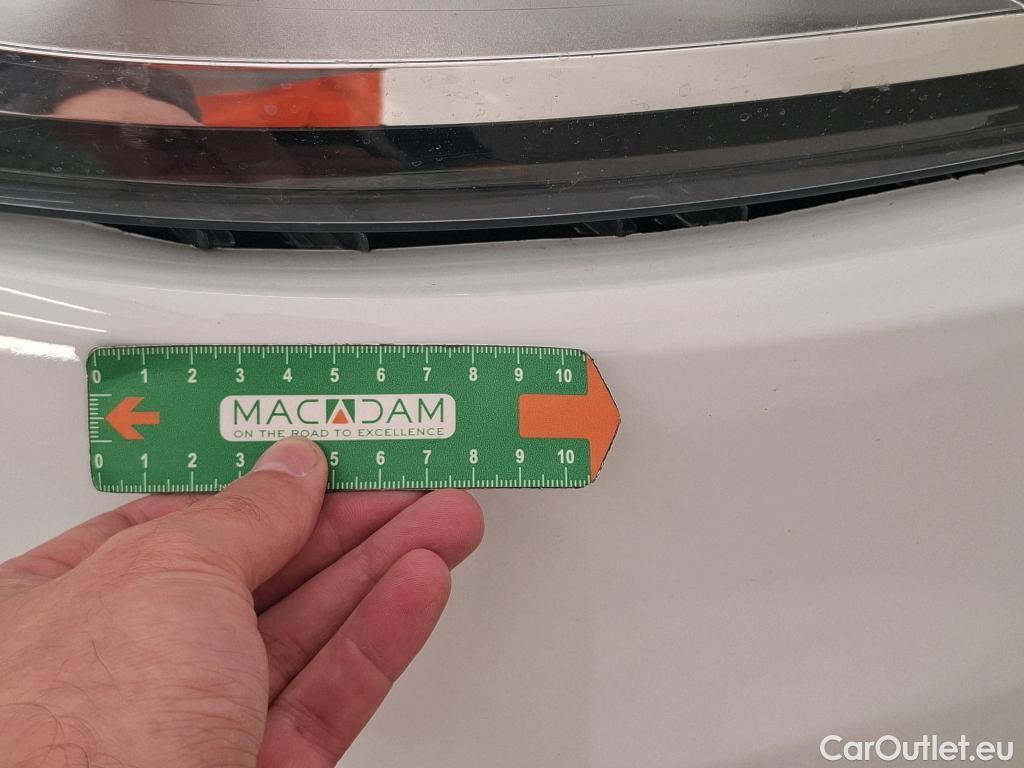 0 1 2 3 4 5 6 7 8 9 10
MACADAM
ON THE ROAD TO EXCELLENCE
0 1 2 3 5 6 7 8 9 10
CarOutlet.eu